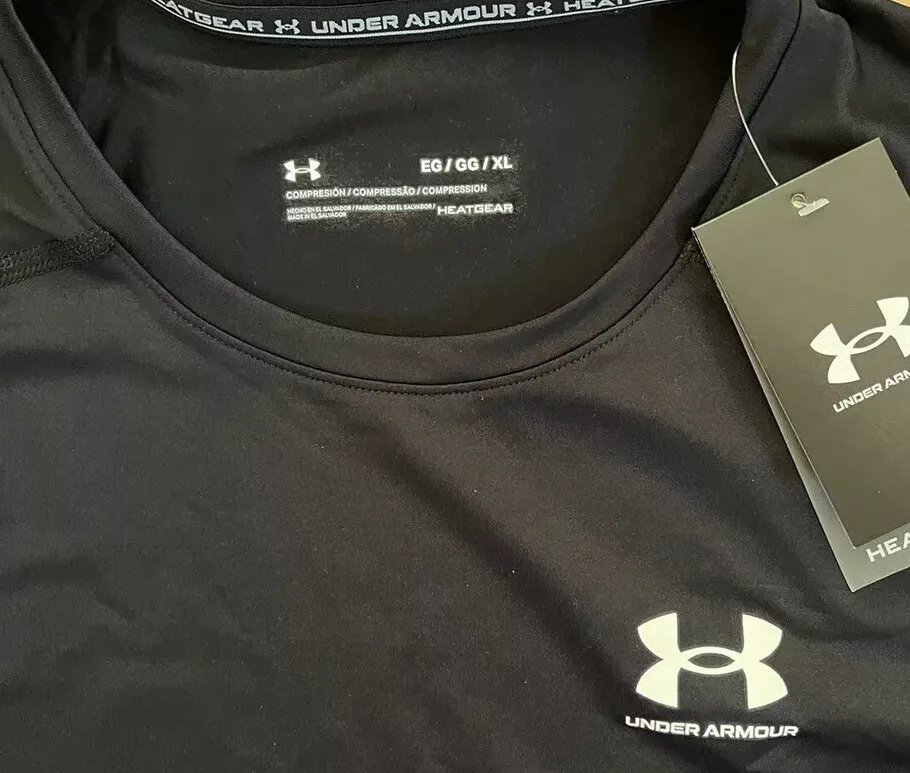 HEATGEAR UNDER ARMOUR HEATGEAR
EG / GG / XL
COMPRESIÓN / COMPRESSÃO / COMPRESSION
HECHO EN EL SALVADOR / FABRICADO EM EL SALVADOR /
MADE IN EL SALVADOR
HEATGEAR
UNDER ARM
HEA
UNDER ARMOUR